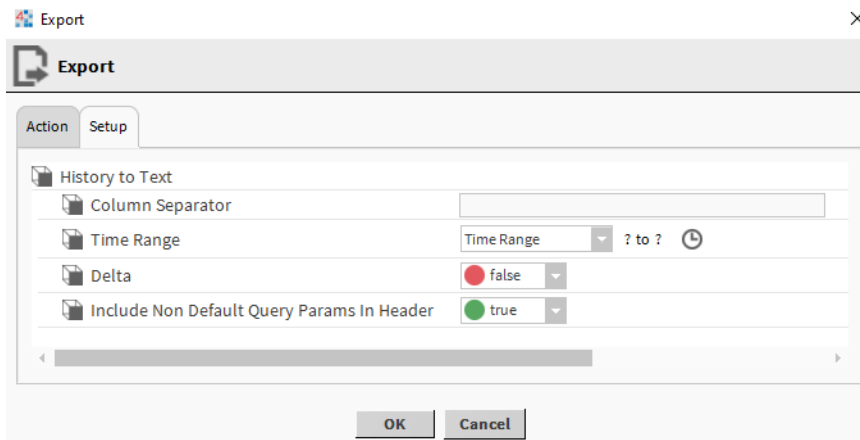 Export
Export
Action Setup
History to Text
Column Separator
Time Range Time Range ? to ?
Delta false
Include Non Default Query Params In Header true
OK Cancel